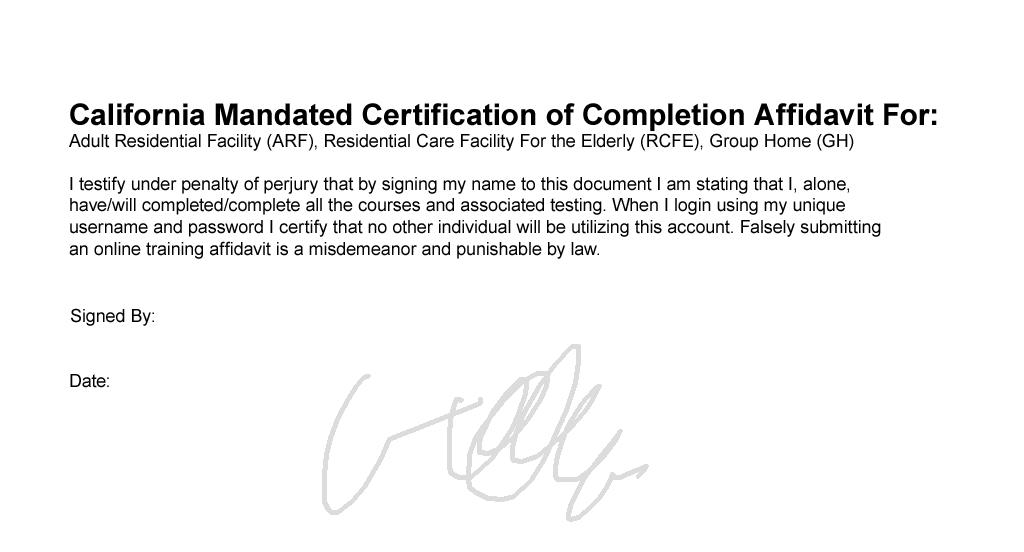 California Mandated Certification of Completion Affidavit For:
Adult Residential Facility (ARF), Residential Care Facility For the Elderly (RCFE), Group Home (GH)
I testify under penalty of perjury that by signing my name to this document I am stating that I, alone,
have/will completed/complete all the courses and associated testing. When I login using my unique
username and password I certify that no other individual will be utilizing this account. Falsely submitting
an online training affidavit is a misdemeanor and punishable by law.
Signed By:
Date: